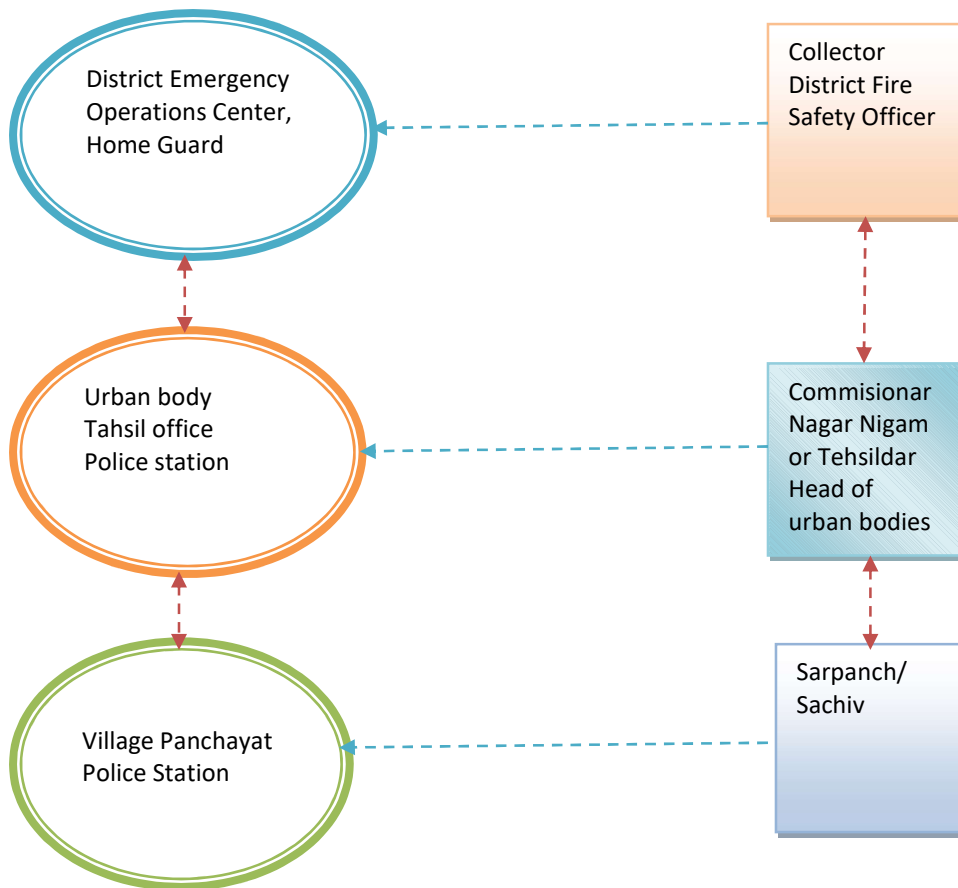 District Emergency
Operations Center,
Home Guard
Collector
District Fire
Safety Officer
Urban body
Tahsil office
Police station
Commisionar
Nagar Nigam
or Tehsildar
Head of
urban bodies
Village Panchayat
Police Station
Sarpanch/
Sachiv